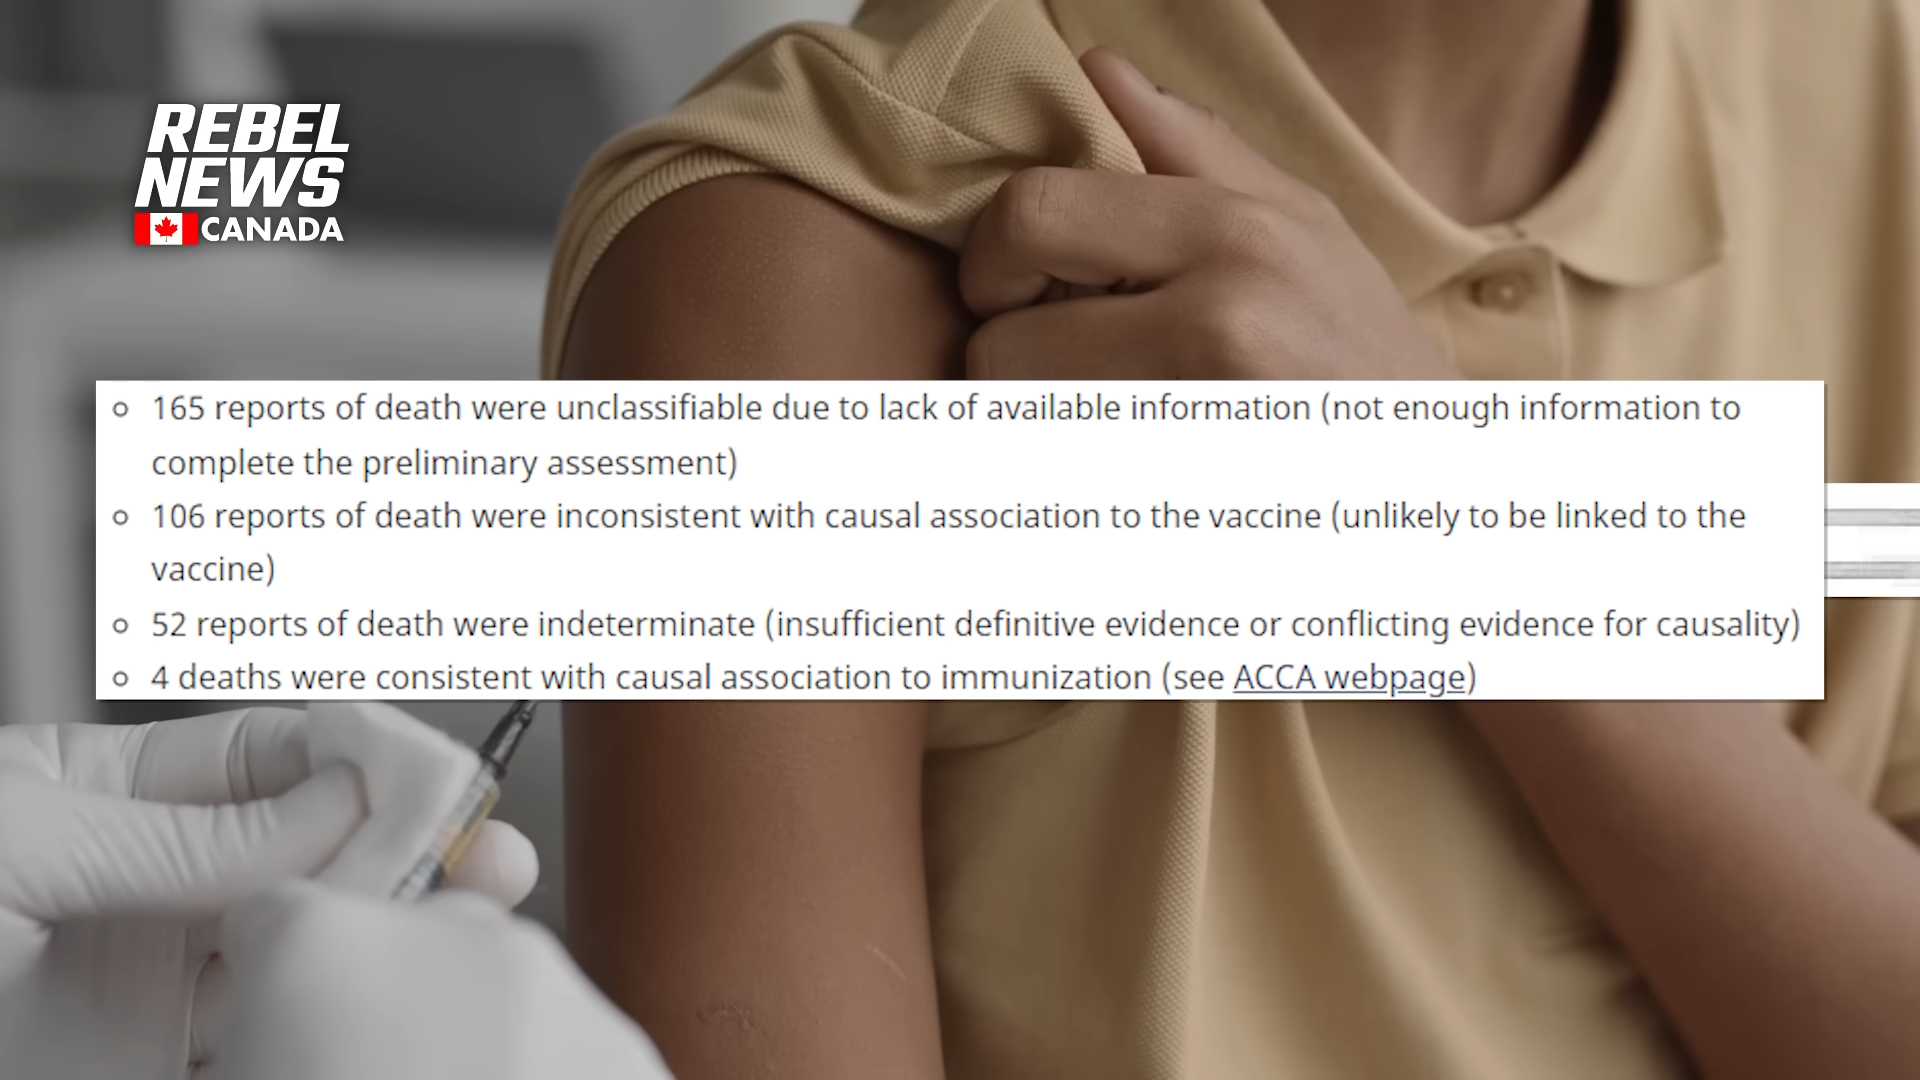 REBEL
NEWS
CANADA
165 reports of death were unclassifiable due to lack of available information (not enough information to
complete the preliminary assessment)
106 reports of death were inconsistent with causal association to the vaccine (unlikely to be linked to the
vaccine)
52 reports of death were indeterminate (insufficient definitive evidence or conflicting evidence for causality)
4 deaths were consistent with causal association to immunization (see ACCA webpage)